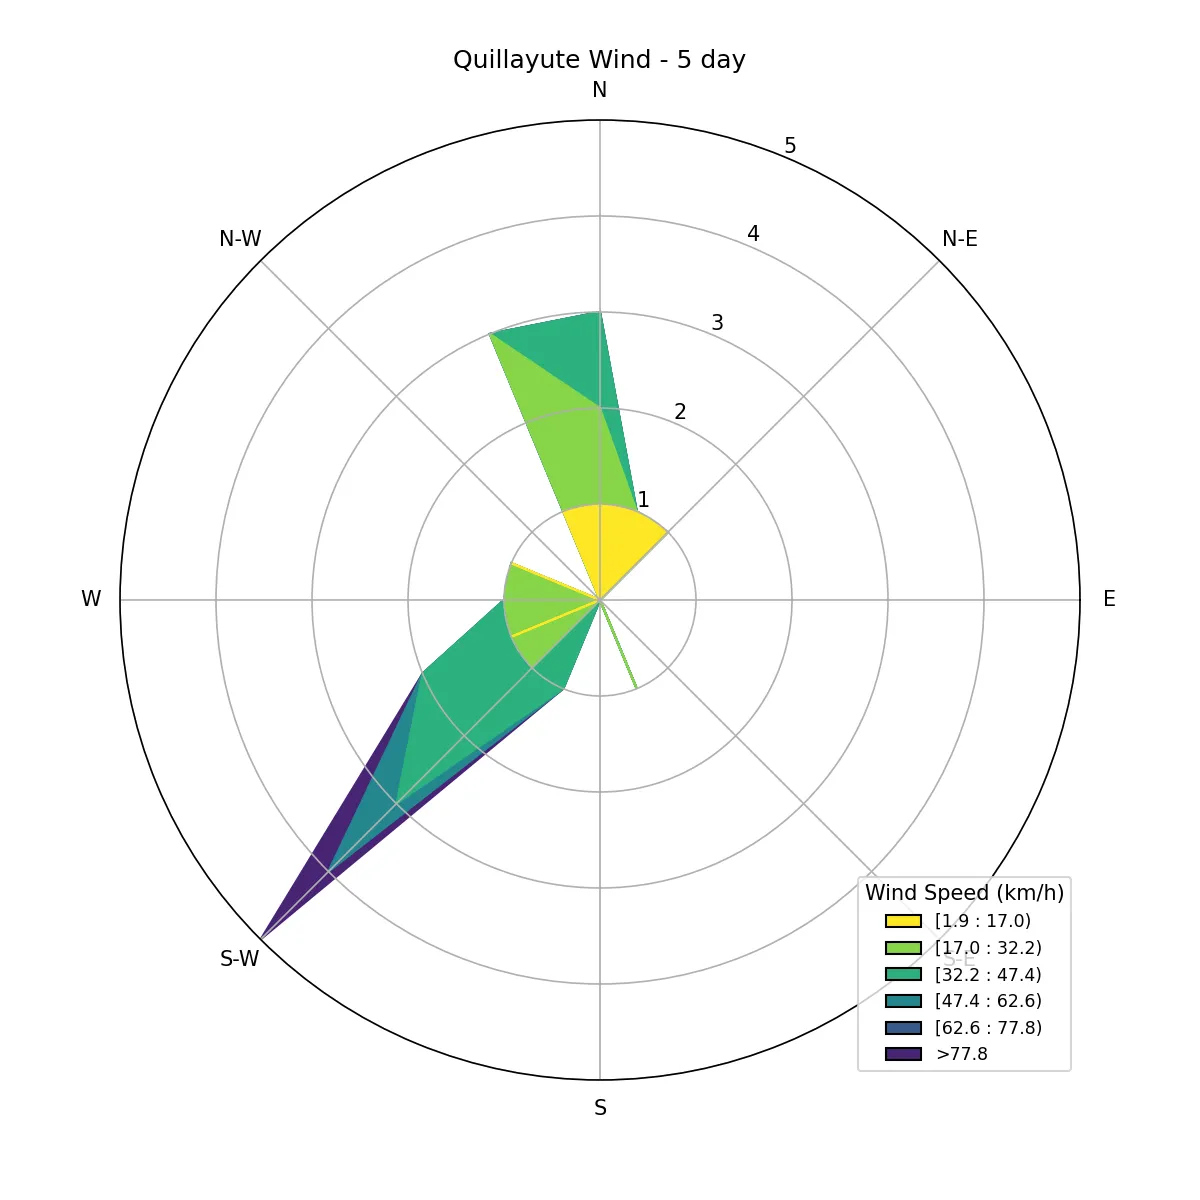 Quillayute Wind - 5 day
N
5
N-W
N-E
4
3
2
1
W
E
S-W
S-E
Wind Speed (km/h)
[1.9 : 17.0)
[17.0 : 32.2)
[32.2 : 47.4)
[47.4 : 62.6)
[62.6 : 77.8)
>77.8
S